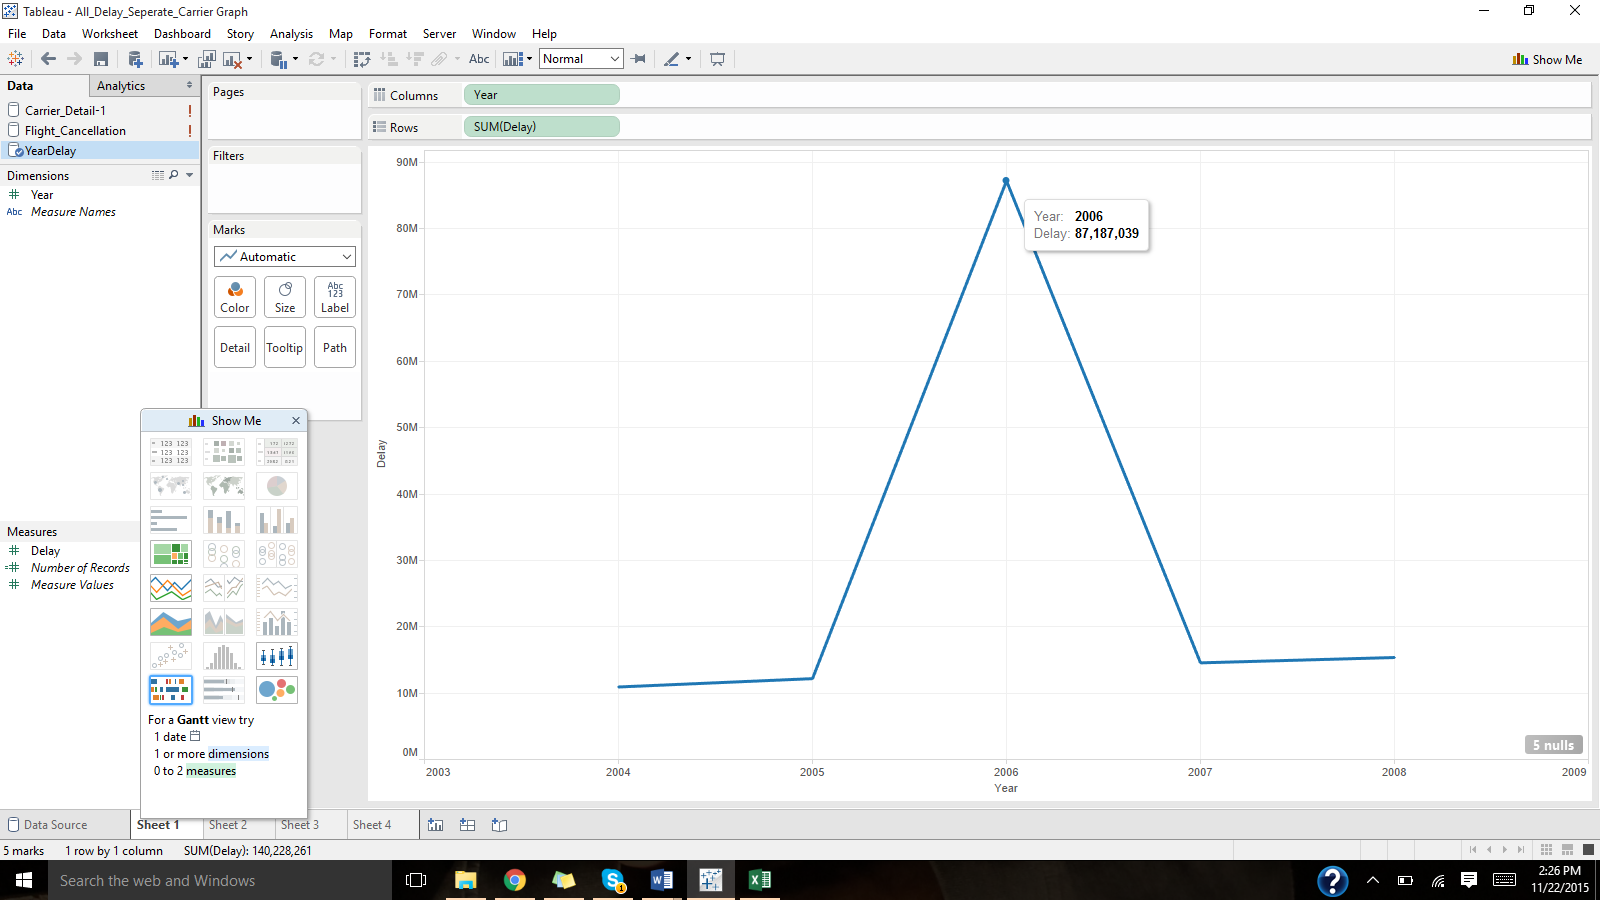 Tableau - All_Delay_Seperate_Carrier Graph
File Data Worksheet Dashboard Story Analysis Map Format Server Window Help
Abc Normal Show Me
Data Analytics
Carrier_Detail-1 !
Flight_Cancellation !
YearDelay
Dimensions
# Year
Abc Measure Names
Measures
# Delay
=# Number of Records
# Measure Values
Pages
Filters
Marks
Automatic
Color Size Abc 123 Label
Detail Tooltip Path
Columns Year
Rows SUM(Delay)
90M
80M
70M
60M
50M
40M
30M
20M
10M
0M
Delay
Year: 2006
Delay: 87,187,039
5 nulls
2003 2004 2005 2006 2007 2008 2009
Year
Show Me ×
For a Gantt view try
1 date
1 or more dimensions
0 to 2 measures
Data Source Sheet 1 Sheet 2 Sheet 3 Sheet 4
5 marks 1 row by 1 column SUM(Delay): 140,228,261
Search the web and Windows
2:26 PM
11/22/2015